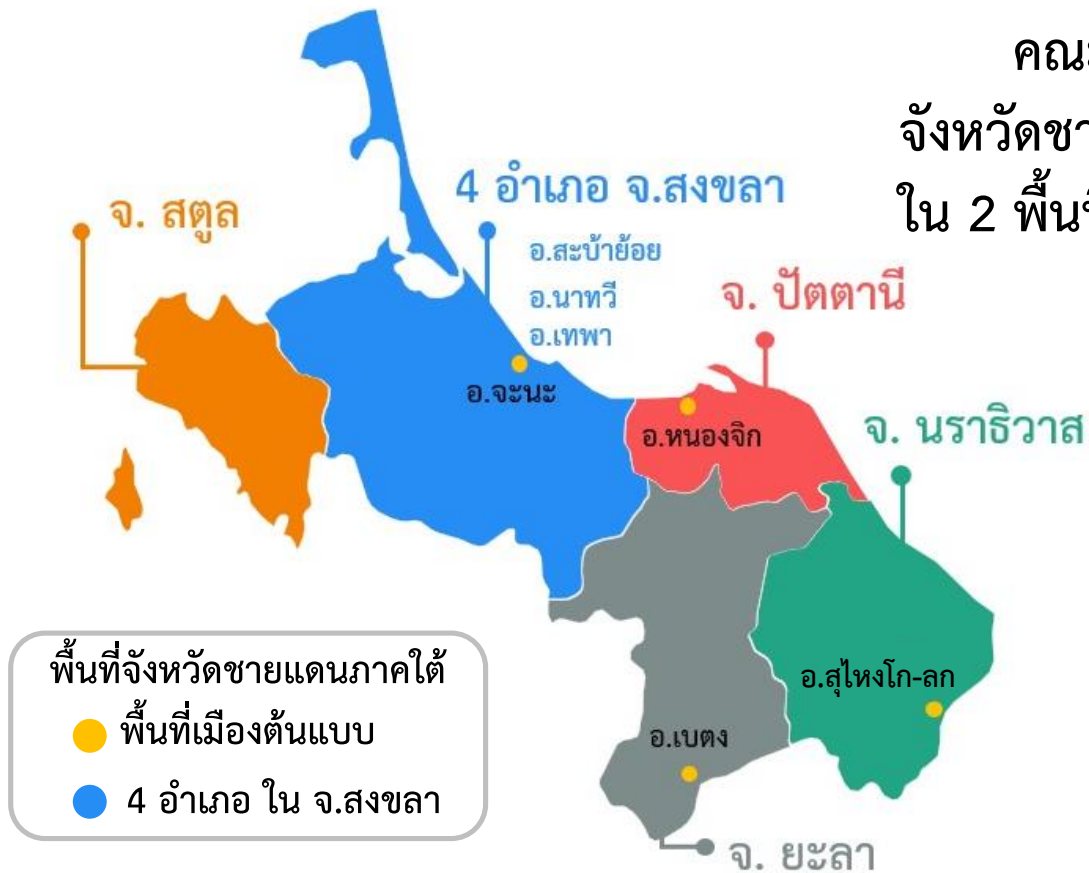 คณะ
จังหวัดชา
ใน 2 พื้นที่
4 อำเภอ จ.สงขลา
จ. สตูล
อ.สะบ้าย้อย
อ.นาทวี
อ.เทพา
จ. ปัตตานี
อ.จะนะ
อ.หนองจิก
จ. นราธิวาส
พื้นที่จังหวัดชายแดนภาคใต้
พื้นที่เมืองต้นแบบ
4 อำเภอ ใน จ.สงขลา
อ.สุไหงโก-ลก
อ.เบตง
จ. ยะลา